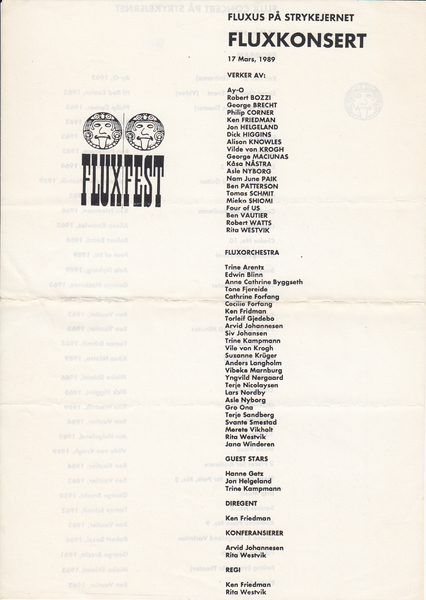 FLUXUS PÅ STRYKEJERNET
FLUXKONSERT
17 Mars, 1989
VERKER AV:
Ay-O
Robert BOZZI
George BRECHT
Philip CORNER
Ken FRIEDMAN
Jon HELGELAND
Dick HIGGINS
Alison KNOWLES
Vilde von KROGH
George MACIUNAS
Kåsa NÅSTRA
Asle NYBORG
Nam June PAIK
Ben PATTERSON
Tomas SCHMIT
Mieko SHIOMI
Four of US
Ben VAUTIER
Robert WATTS
Rita WESTVIK
FLUXFEST
FLUXORCHESTRA
Trine Arentz
Edwin Blinn
Anne Cathrine Byggseth
Tone Fjereide
Cathrine Forfang
Cecilie Forfang
Ken Fridman
Torleif Gjedebo
Arvid Johannesen
Siv Johansen
Trine Kampmann
Vile von Krogh
Susanne Krüger
Anders Langholm
Vibeke Marnburg
Yngvild Nergaard
Terje Nicolaysen
Lars Nordby
Asle Nyborg
Gro Ona
Terje Sandberg
Svante Smestad
Merete Vikholt
Rita Westvik
Jana Winderen
GUEST STARS
Hanne Getz
Jon Helgeland
Trine Kampmann
DIREGENT
Ken Friedman
KONFERANSIERER
Arvid Johannesen
Rita Westvik
REGI
Ken Friedman
Rita Westvik